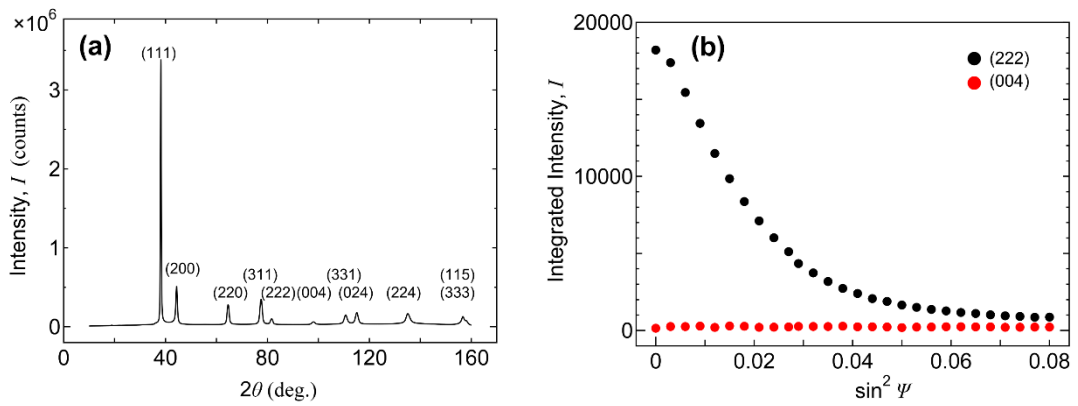 ×10⁶
(a)
(111)
(200)
(220)
(311)
(222)
(004)
(331)
(024)
(224)
(115)
(333)
3
2
1
0
Intensity, I (counts)
0 40 80 120 160
2θ (deg.)
(b)
(222)
(004)
20000
10000
0
Integrated Intensity, I
0 0.02 0.04 0.06 0.08
sin² Ψ